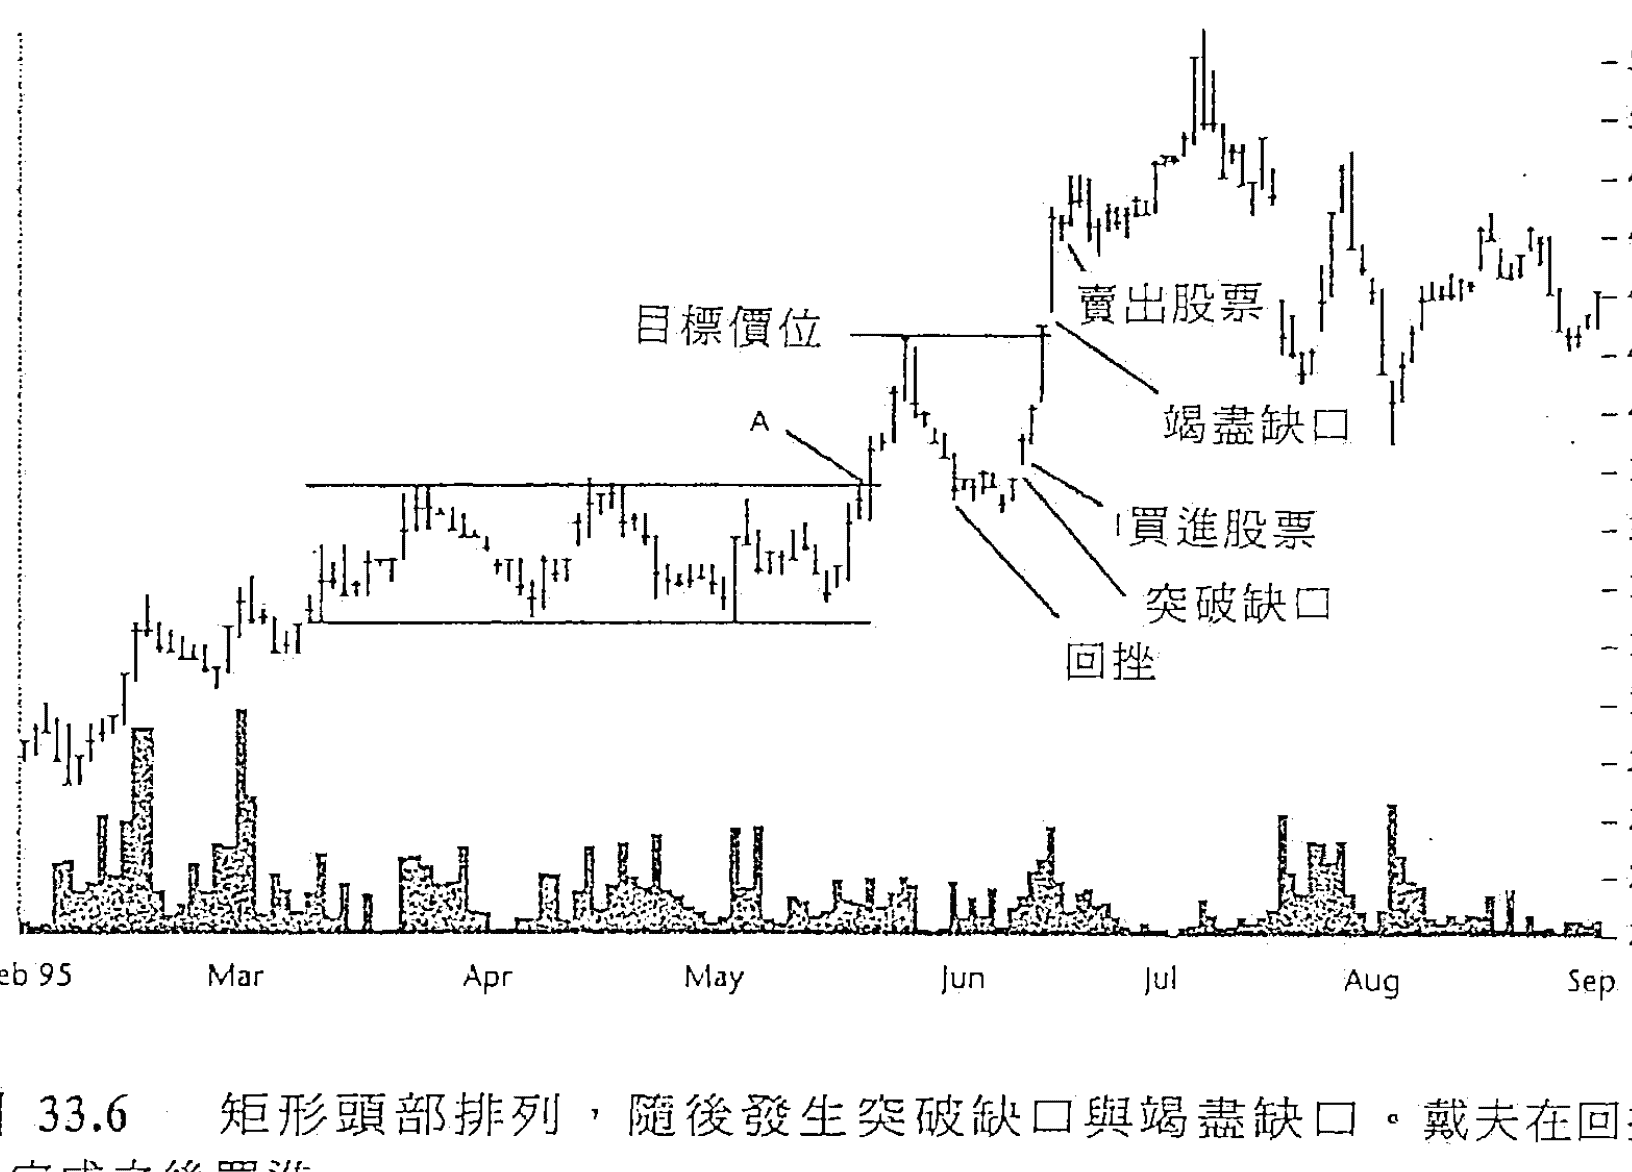 目標價位
A
賣出股票
竭盡缺口
買進股票
突破缺口
回挫
eb 95 Mar Apr May Jun Jul Aug Sep
33.6 矩形頭部排列，隨後發生突破缺口與竭盡缺口。戴夫在回